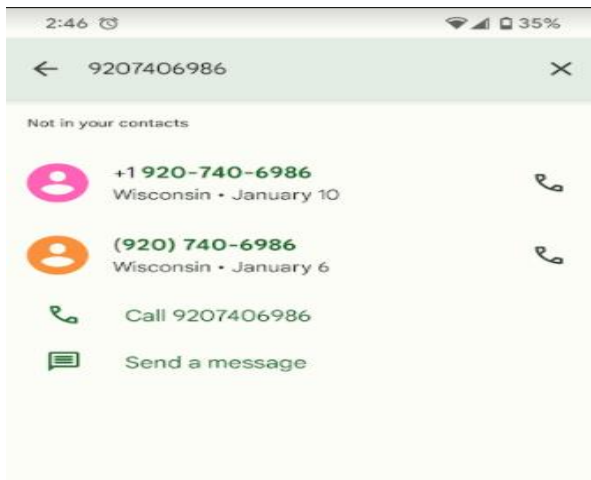 2:46 35%
9207406986
Not in your contacts
+1 920-740-6986
Wisconsin • January 10
(920) 740-6986
Wisconsin • January 6
Call 9207406986
Send a message